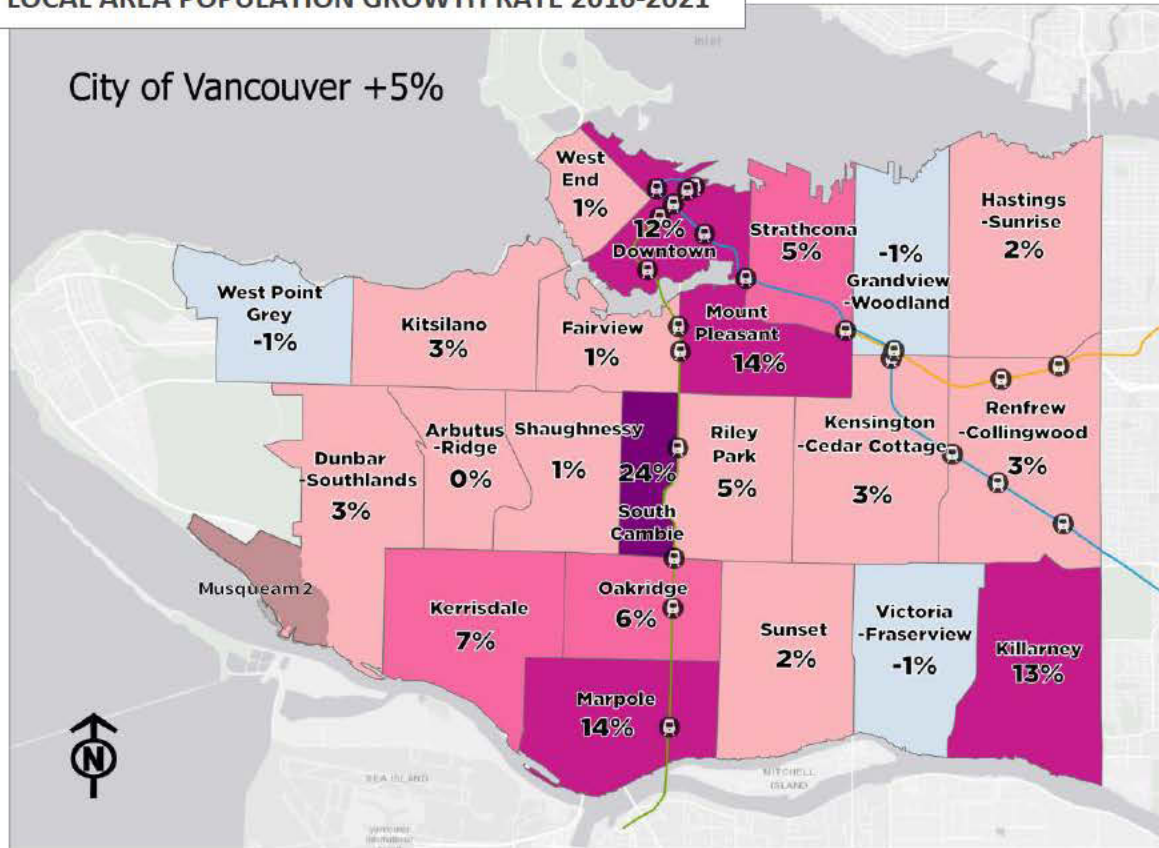 LOCAL AREA POPULATION GROWTH RATE 2016-2021
City of Vancouver +5%
West
End
1%
12%
Downtown
Strathcona
5%
-1%
Grandview
-Woodland
Hastings
-Sunrise
2%
West Point
Grey
-1%
Kitsilano
3%
Fairview
1%
Mount
Pleasant
14%
Dunbar
-Southlands
3%
Arbutus
-Ridge
0%
Shaughnessy
1%
24%
South
Cambie
Riley
Park
5%
Kensington
-Cedar Cottage
3%
Renfrew
-Collingwood
3%
Musqueam 2
Kerrisdale
7%
Oakridge
6%
Sunset
2%
Victoria
-Fraserview
-1%
Killarney
13%
Marpole
14%
N
SEA ISLAND
MITCHELL
ISLAND
Vancouver
International